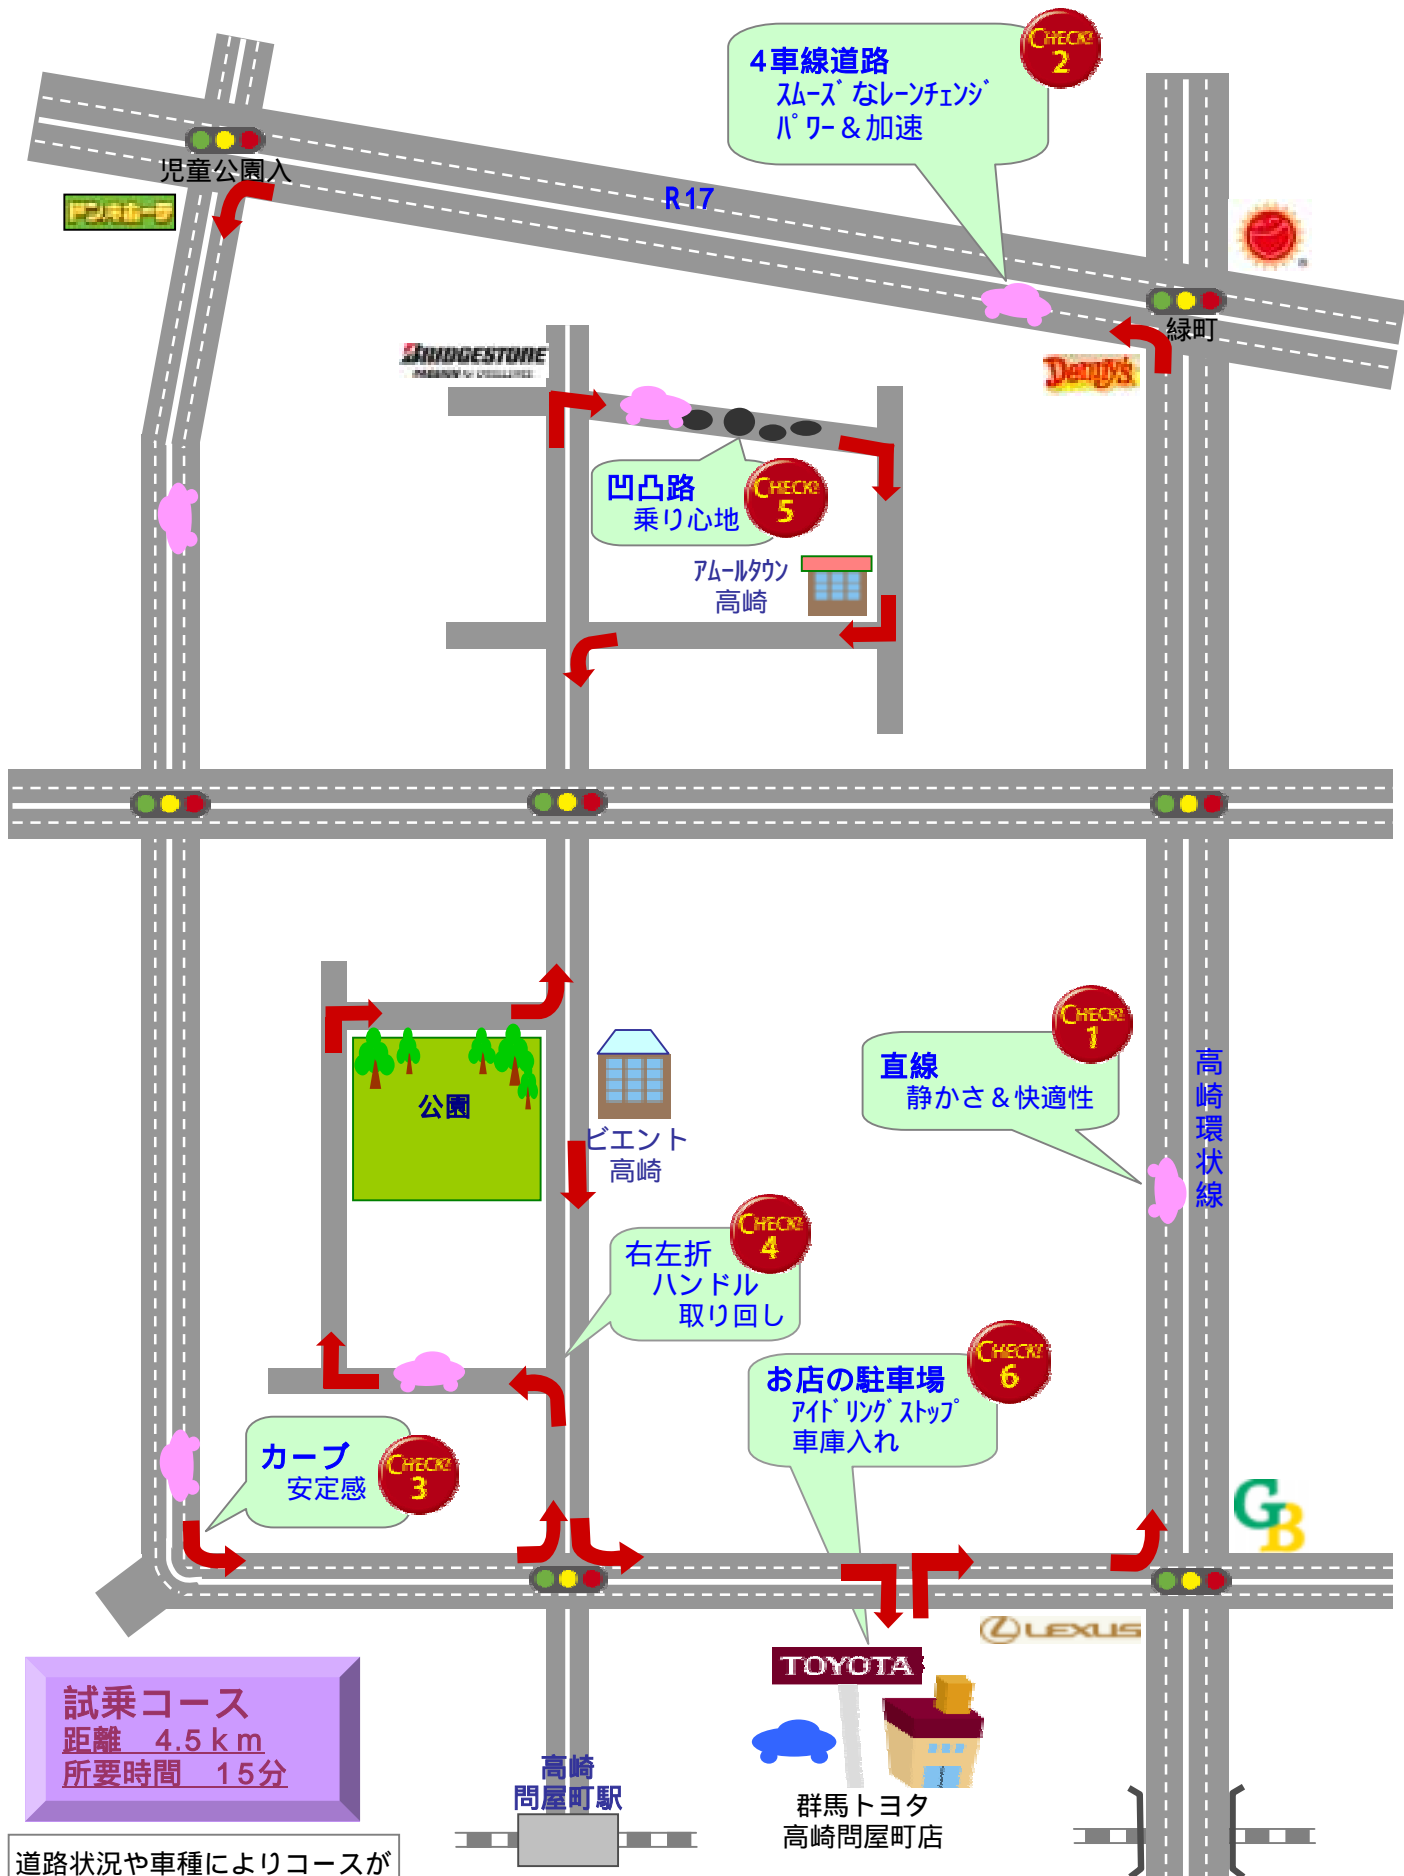 4車線道路
スムーズなレーンチェンジ
パワー＆加速
CHECK!
2
児童公園入
ドンキホーテ
R17
緑町
BRIDGESTONE
Denny's
凹凸路
乗り心地
CHECK!
5
アムールタウン
高崎
公園
ビエント
高崎
CHECK!
1
直線
静かさ＆快適性
高崎環状線
CHECK!
4
右左折
ハンドル
取り回し
CHECK!
6
お店の駐車場
アイドリングストップ
車庫入れ
カーブ
安定感
CHECK!
3
GB
LEXUS
TOYOTA
試乗コース
距離　4.5ｋｍ
所要時間　15分
高崎
問屋町駅
群馬トヨタ
高崎問屋町店
道路状況や車種によりコースが